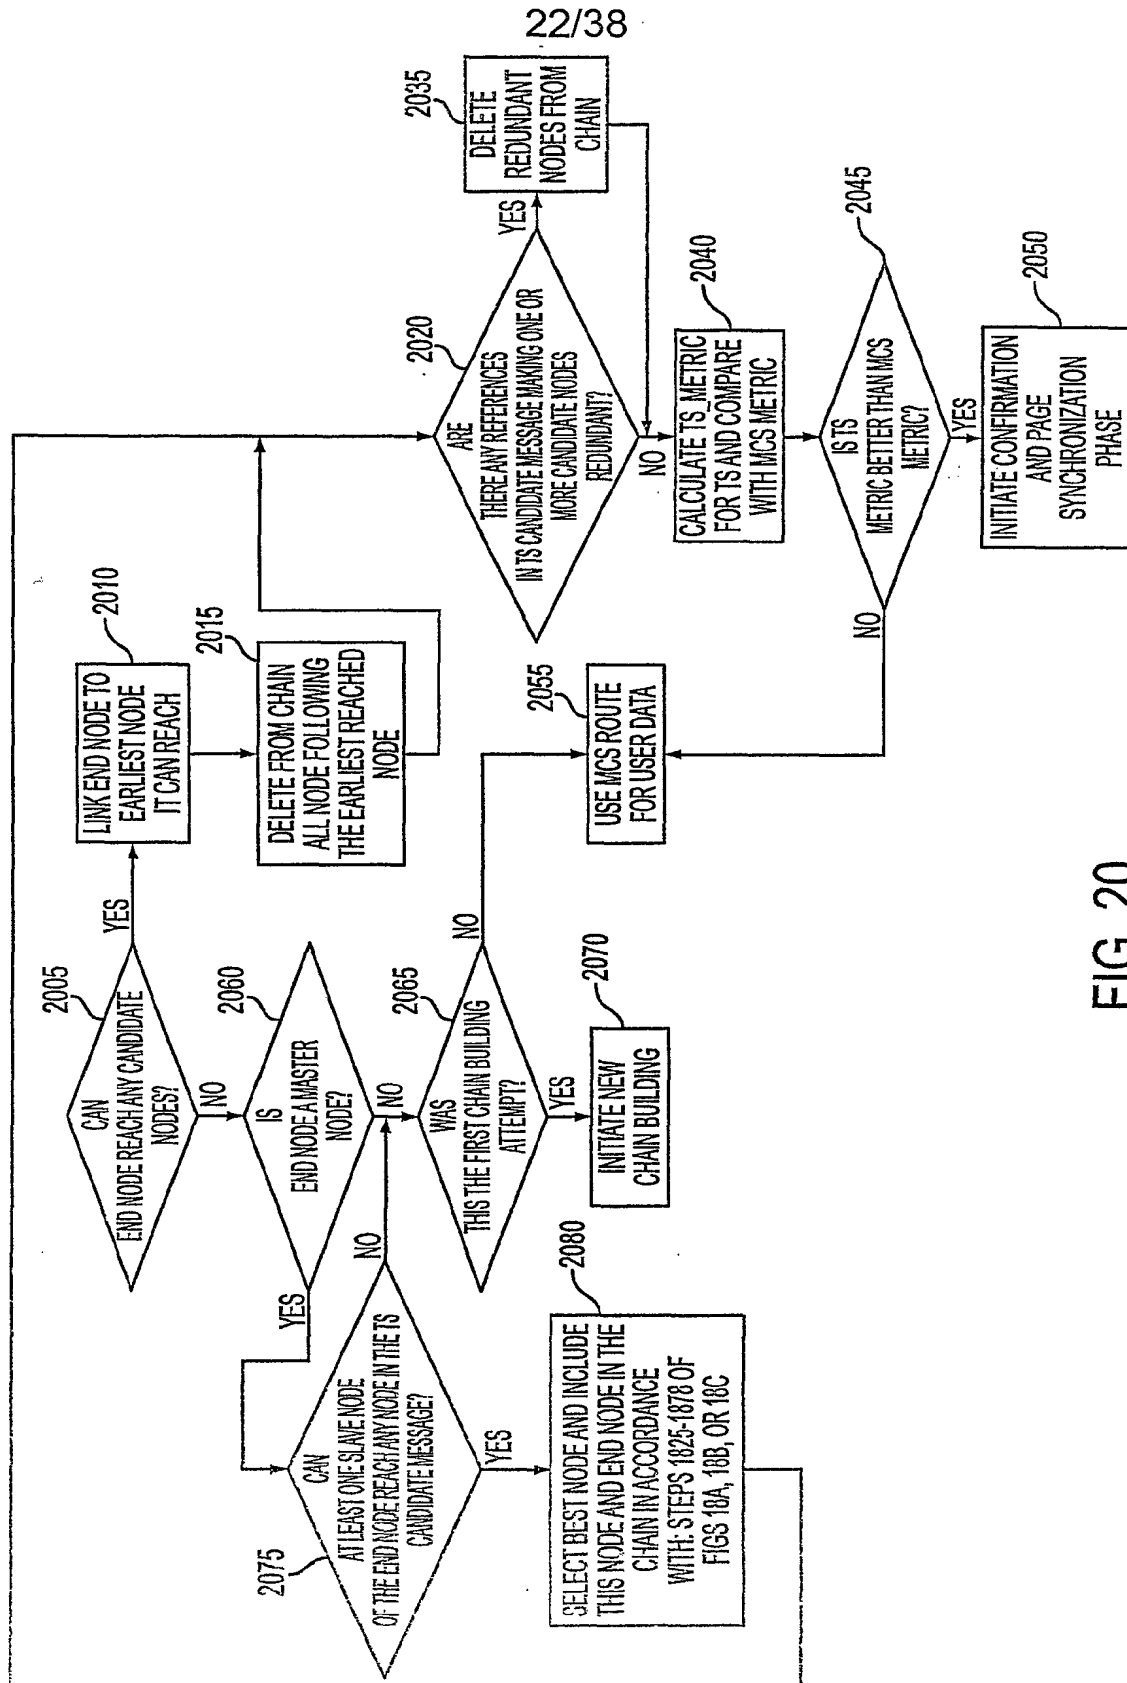 22/38
2005
CAN
END NODE REACH ANY CANDIDATE
NODES?
YES
NO
2010
LINK END NODE TO
EARLIEST NODE
IT CAN REACH
2015
DELETE FROM CHAIN
ALL NODE FOLLOWING
THE EARLIEST REACHED
NODE
2020
ARE
THERE ANY REFERENCES
IN TS CANDIDATE MESSAGE MAKING ONE OR
MORE CANDIDATE NODES
REDUNDANT?
YES
NO
2035
DELETE
REDUNDANT
NODES FROM
CHAIN
2040
CALCULATE TS_METRIC
FOR TS AND COMPARE
WITH MCS METRIC
2045
IS TS
METRIC BETTER THAN MCS
METRIC?
NO
YES
2050
INITIATE CONFIRMATION
AND PAGE
SYNCHRONIZATION
PHASE
2055
USE MCS ROUTE
FOR USER DATA
2060
IS
END NODE A MASTER
NODE?
YES
NO
2065
WAS
THIS THE FIRST CHAIN BUILDING
ATTEMPT?
NO
YES
2070
INITIATE NEW
CHAIN BUILDING
2075
CAN
AT LEAST ONE SLAVE NODE
OF THE END NODE REACH ANY NODE IN THE TS
CANDIDATE MESSAGE?
NO
YES
2080
SELECT BEST NODE AND INCLUDE
THIS NODE AND END NODE IN THE
CHAIN IN ACCORDANCE
WITH: STEPS 1825-1878 OF
FIGS 18A, 18B, OR 18C
FIG. 20